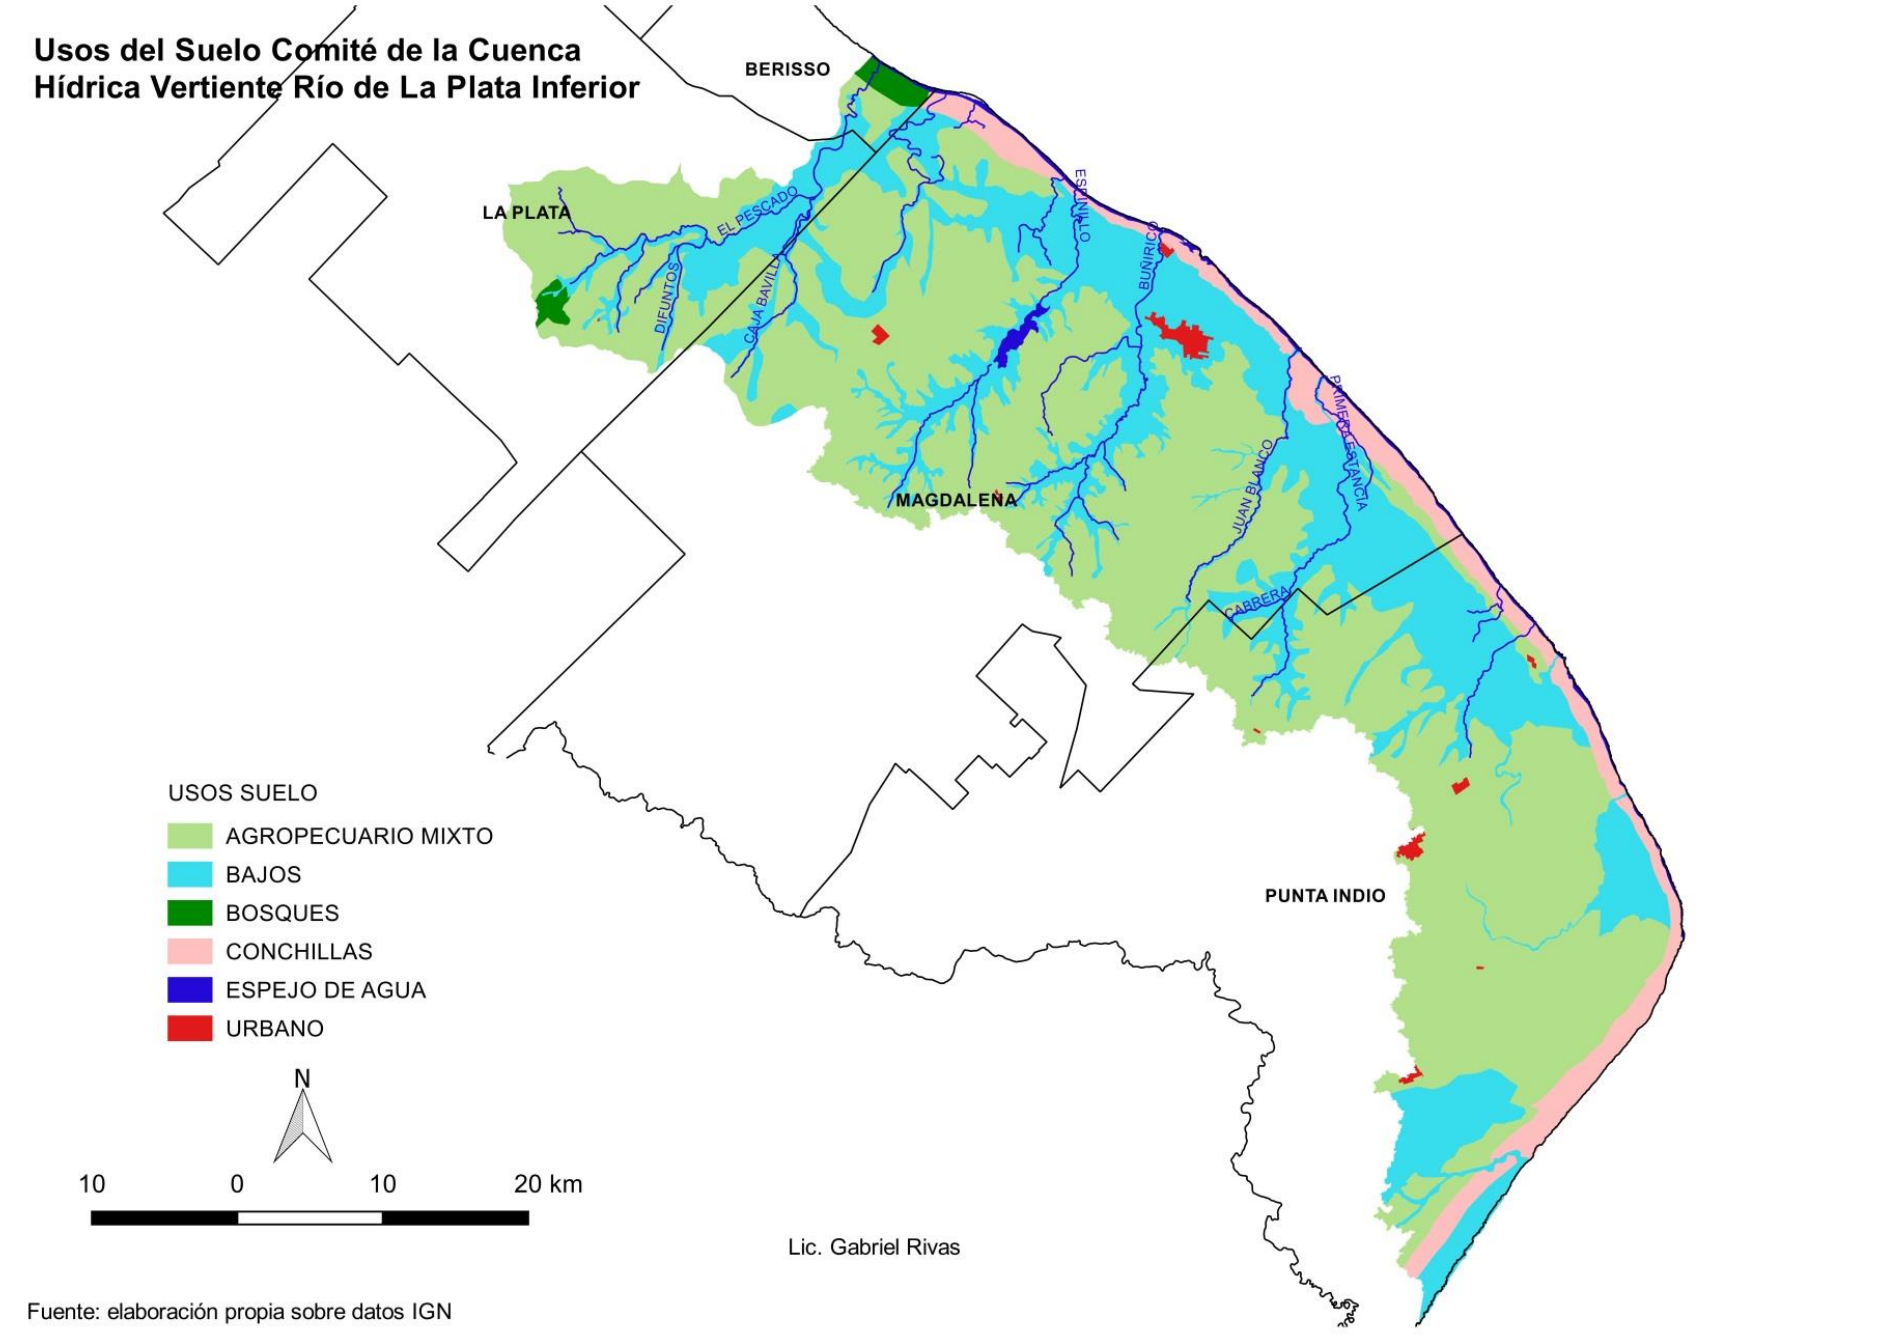 Usos del Suelo Comité de la Cuenca
Hídrica Vertiente Río de La Plata Inferior
BERISSO
LA PLATA
EL PESCADO
DIFUNTOS
CAJA BAVILLA
ESPINILLO
BUÑIRIGO
PRIMERA ESTANCIA
JUAN BLANCO
MAGDALENA
CABRERA
PUNTA INDIO
USOS SUELO
AGROPECUARIO MIXTO
BAJOS
BOSQUES
CONCHILLAS
ESPEJO DE AGUA
URBANO
N
10 0 10 20 km
Lic. Gabriel Rivas
Fuente: elaboración propia sobre datos IGN